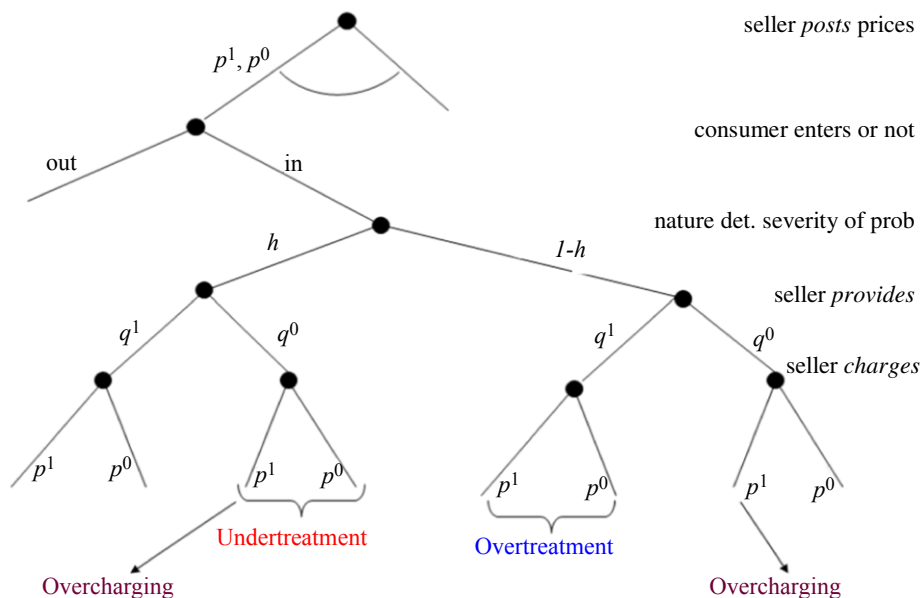 seller posts prices
p¹, p⁰
consumer enters or not
out
in
nature det. severity of prob
h
1-h
seller provides
q¹
q⁰
q¹
q⁰
seller charges
p¹
p⁰
p¹
p⁰
p¹
p⁰
p¹
p⁰
Undertreatment
Overtreatment
Overcharging
Overcharging